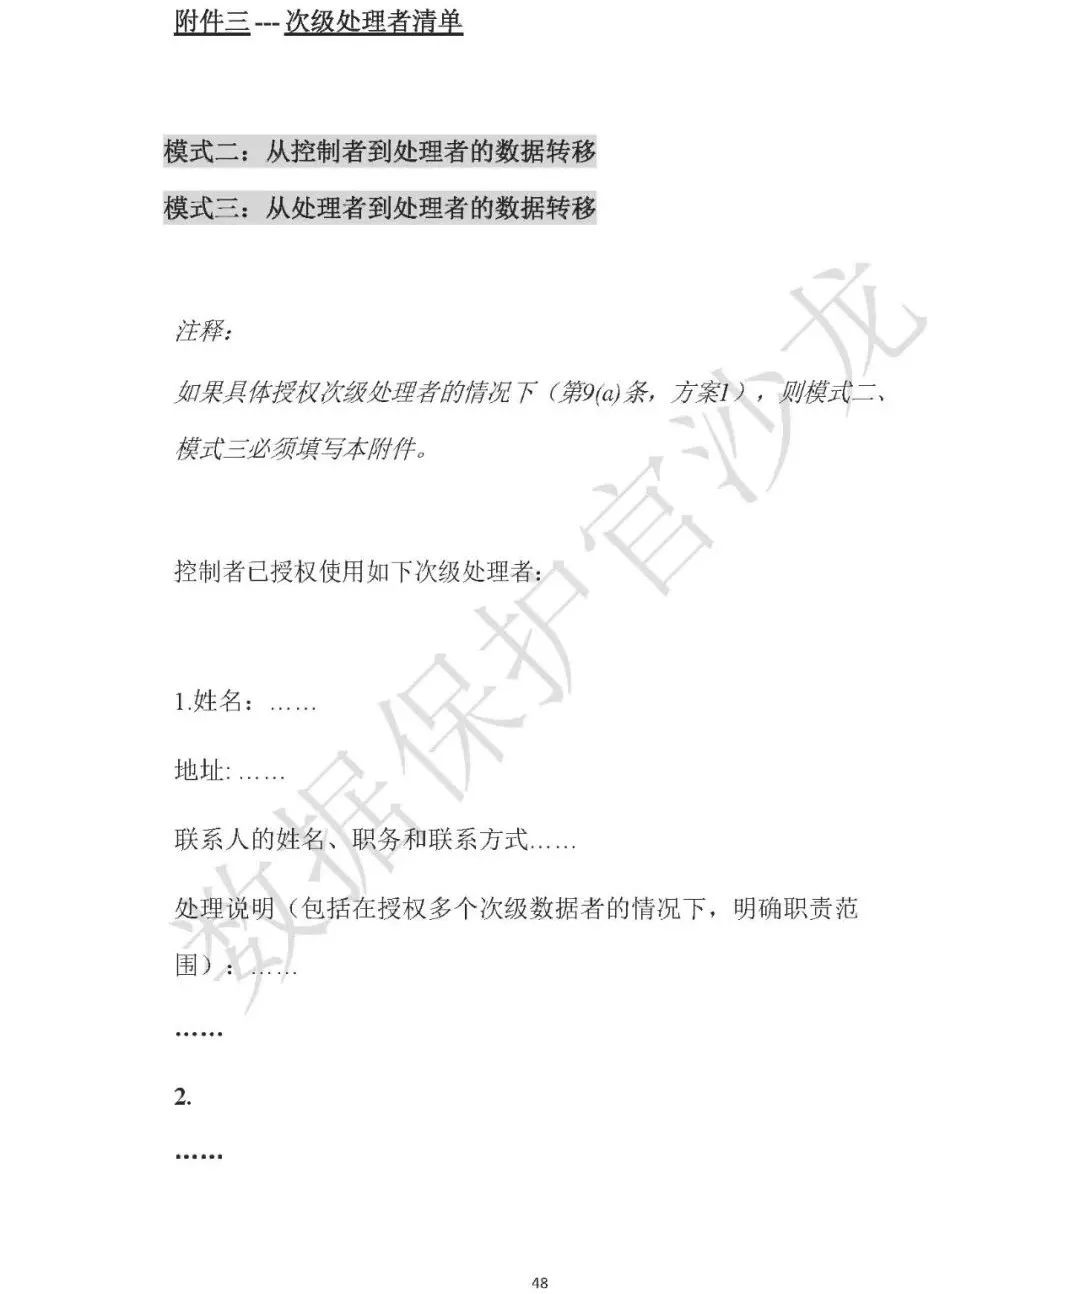 附件三 --- 次级处理者清单
模式二：从控制者到处理者的数据转移
模式三：从处理者到处理者的数据转移
注释：
如果具体授权次级处理者的情况下（第9(a)条，方案1），则模式二、
模式三必须填写本附件。
控制者已授权使用如下次级处理者：
1.姓名：……
地址: ……
联系人的姓名、职务和联系方式……
处理说明（包括在授权多个次级数据者的情况下，明确职责范
围）：……
……
2.
……
数据保护官沙龙
48